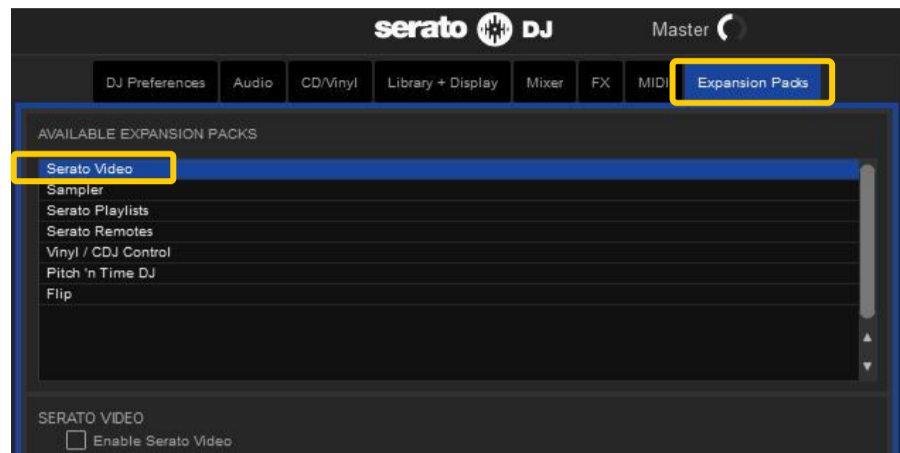 serato DJ Master
DJ Preferences Audio CD/Vinyl Library + Display Mixer FX MIDI Expansion Packs
AVAILABLE EXPANSION PACKS
Serato Video
Sampler
Serato Playlists
Serato Remotes
Vinyl / CDJ Control
Pitch 'n Time DJ
Flip
SERATO VIDEO
Enable Serato Video